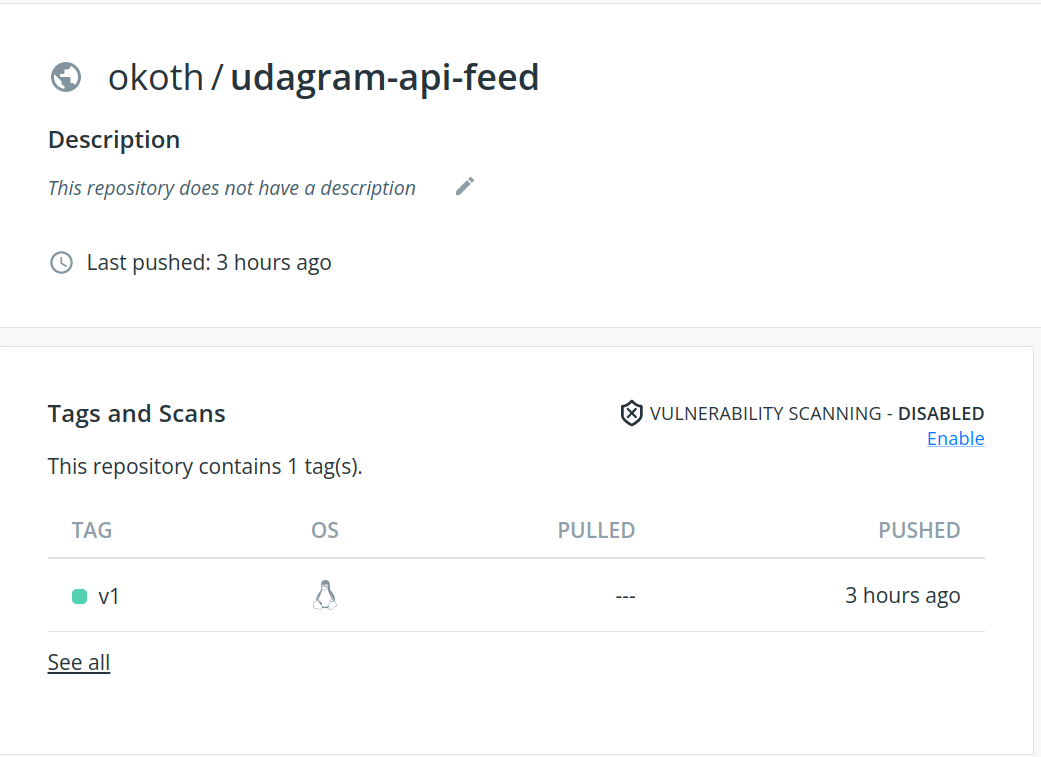 okoth / udagram-api-feed
Description
This repository does not have a description
Last pushed: 3 hours ago
Tags and Scans
VULNERABILITY SCANNING - DISABLED
Enable
This repository contains 1 tag(s).
TAG OS PULLED PUSHED
v1 --- 3 hours ago
See all